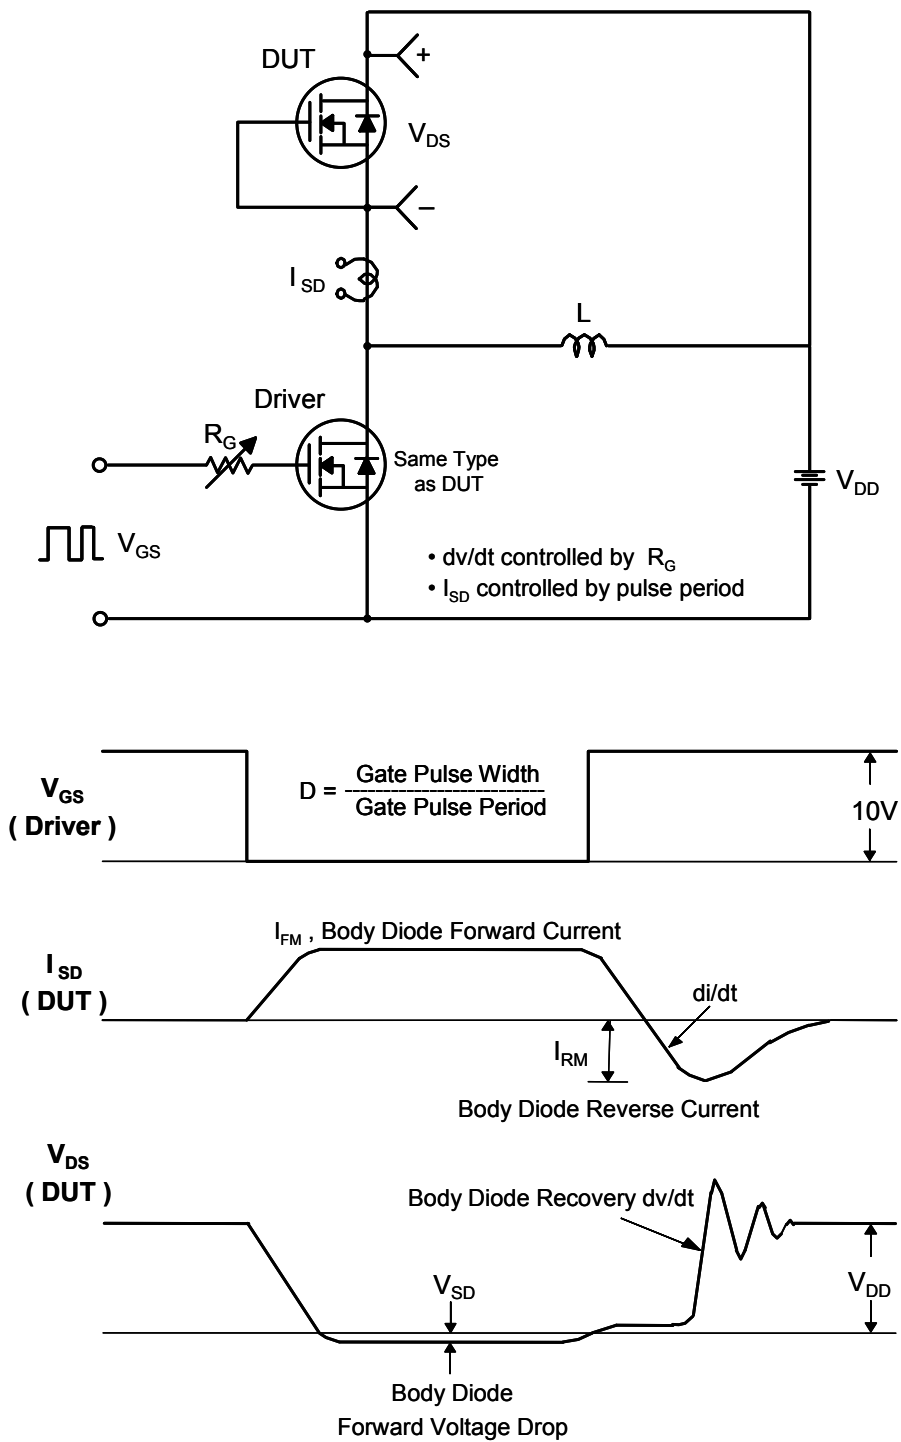 DUT
+
V_DS
−
I_SD
L
Driver
R_G
Same Type
as DUT
V_DD
V_GS
• dv/dt controlled by R_G
• I_SD controlled by pulse period
V_GS
( Driver )
D = Gate Pulse Width
--------------------------
Gate Pulse Period
10V
I_FM , Body Diode Forward Current
I_SD
( DUT )
di/dt
I_RM
Body Diode Reverse Current
V_DS
( DUT )
Body Diode Recovery dv/dt
V_SD
V_DD
Body Diode
Forward Voltage Drop